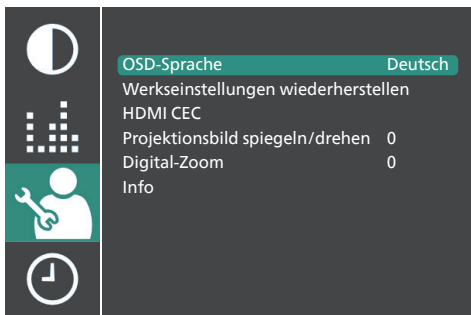 OSD-Sprache Deutsch
Werkseinstellungen wiederherstellen
HDMI CEC
Projektionsbild spiegeln/drehen 0
Digital-Zoom 0
Info